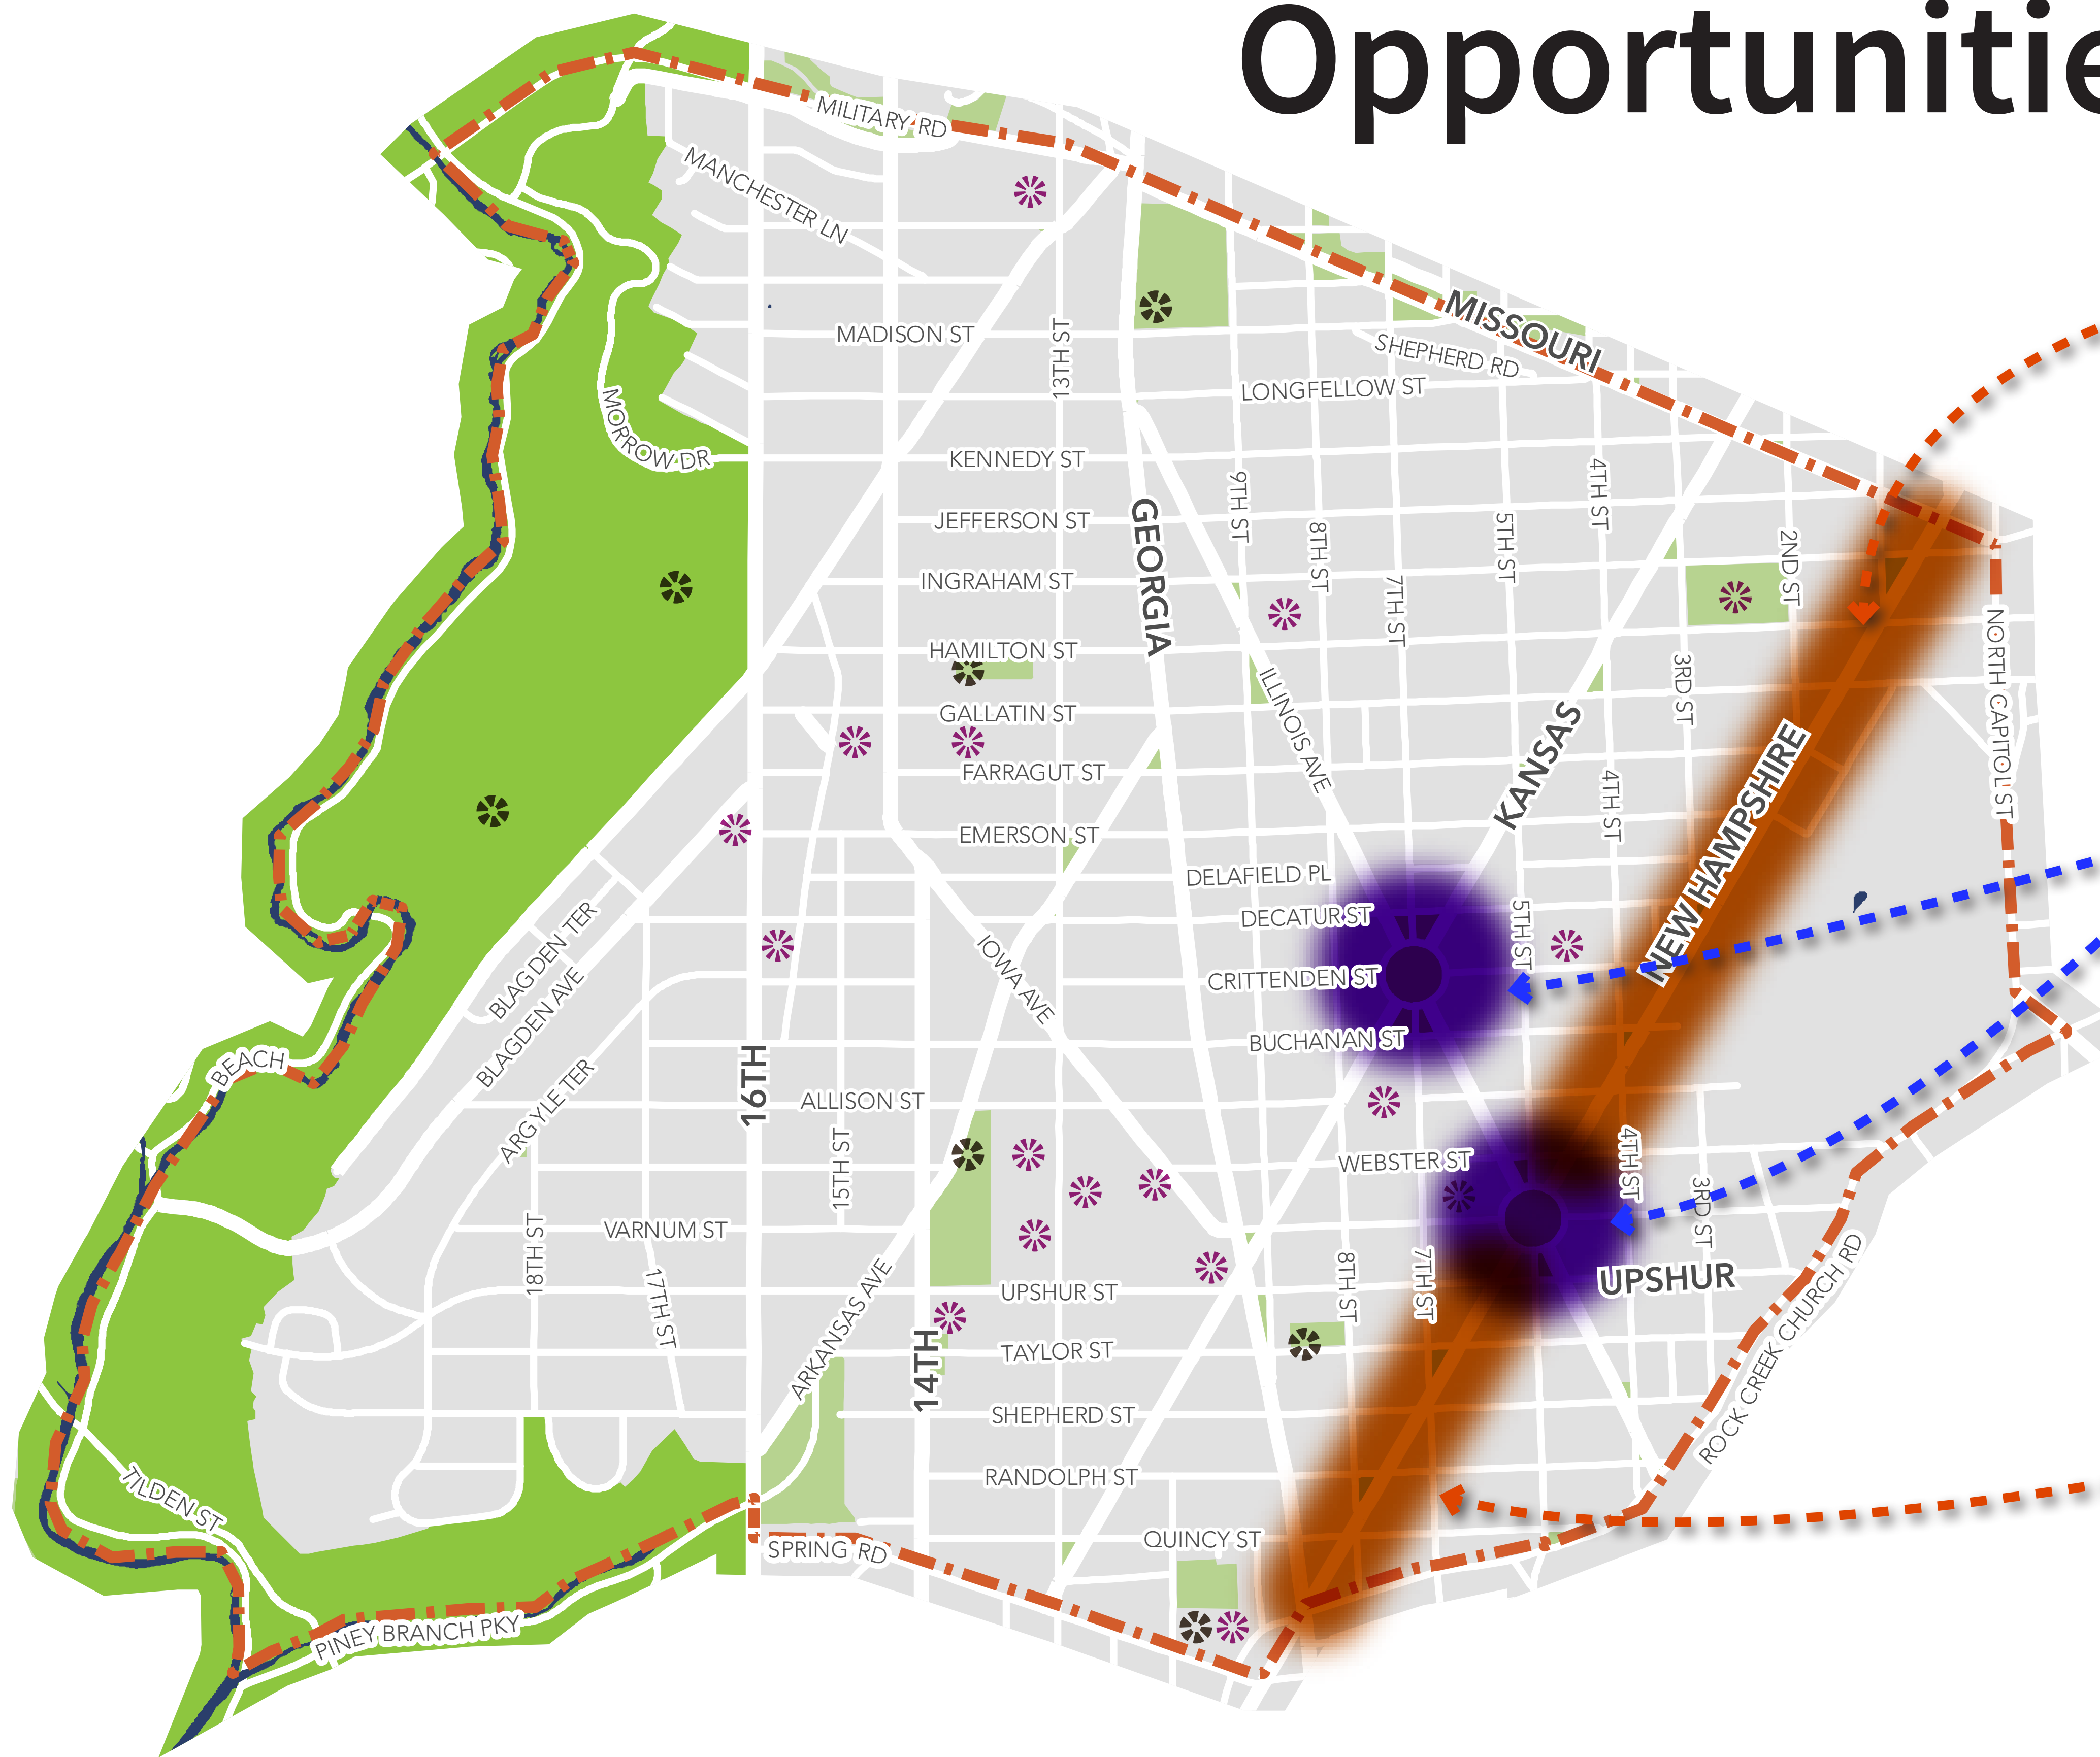 Opportunitie
MILITARY RD
MANCHESTER LN
MISSOURI
MADISON ST
13TH ST
SHEPHERD RD
LONGFELLOW ST
MORROW DR
KENNEDY ST
9TH ST
4TH ST
JEFFERSON ST
GEORGIA
8TH ST
5TH ST
2ND ST
INGRAHAM ST
7TH ST
HAMILTON ST
NORTH CAPITOL ST
3RD ST
GALLATIN ST
ILLINOIS AVE
KANSAS
FARRAGUT ST
NEW HAMPSHIRE
4TH ST
EMERSON ST
DELAFIELD PL
DECATUR ST
5TH ST
BLAGDEN TER
IOWA AVE
CRITTENDEN ST
BLAGDEN AVE
BUCHANAN ST
BEACH
16TH
ARGYLE TER
ALLISON ST
15TH ST
WEBSTER ST
4TH ST
3RD ST
18TH ST
VARNUM ST
17TH ST
ARKANSAS AVE
UPSHUR ST
8TH ST
7TH ST
UPSHUR
ROCK CREEK CHURCH RD
14TH
TAYLOR ST
SHEPHERD ST
TILDEN ST
RANDOLPH ST
QUINCY ST
SPRING RD
PINEY BRANCH PKY